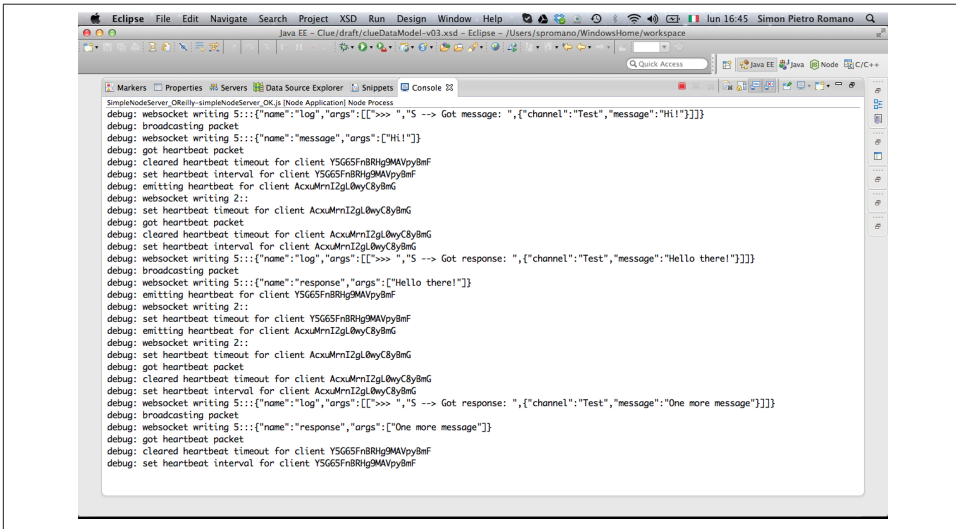 Eclipse File Edit Navigate Search Project XSD Run Design Window Help lun 16:45 Simon Pietro Romano
Java EE – Clue/draft/clueDataModel-v03.xsd – Eclipse – /Users/spromano/WindowsHome/workspace
Quick Access Java EE Java Node C/C++
Markers Properties Servers Data Source Explorer Snippets Console
SimpleNodeServer_OReilly-simpleNodeServer_OK.js [Node Application] Node Process
debug: websocket writing 5:::{"name":"log","args":[[">>> ","S --> Got message: ",{"channel":"Test","message":"Hi!"}]]}
debug: broadcasting packet
debug: websocket writing 5:::{"name":"message","args":["Hi!"]}
debug: got heartbeat packet
debug: cleared heartbeat timeout for client Y5G65FnBRHg9MAVpyBmF
debug: set heartbeat interval for client Y5G65FnBRHg9MAVpyBmF
debug: emitting heartbeat for client AcxuMrnI2gL0wyC8yBmG
debug: websocket writing 2::
debug: set heartbeat timeout for client AcxuMrnI2gL0wyC8yBmG
debug: got heartbeat packet
debug: cleared heartbeat timeout for client AcxuMrnI2gL0wyC8yBmG
debug: set heartbeat interval for client AcxuMrnI2gL0wyC8yBmG
debug: websocket writing 5:::{"name":"log","args":[[">>> ","S --> Got response: ",{"channel":"Test","message":"Hello there!"}]]}
debug: broadcasting packet
debug: websocket writing 5:::{"name":"response","args":["Hello there!"]}
debug: emitting heartbeat for client Y5G65FnBRHg9MAVpyBmF
debug: websocket writing 2::
debug: set heartbeat timeout for client Y5G65FnBRHg9MAVpyBmF
debug: emitting heartbeat for client AcxuMrnI2gL0wyC8yBmG
debug: websocket writing 2::
debug: set heartbeat timeout for client AcxuMrnI2gL0wyC8yBmG
debug: got heartbeat packet
debug: cleared heartbeat timeout for client AcxuMrnI2gL0wyC8yBmG
debug: set heartbeat interval for client AcxuMrnI2gL0wyC8yBmG
debug: websocket writing 5:::{"name":"log","args":[[">>> ","S --> Got response: ",{"channel":"Test","message":"One more message"}]]}
debug: broadcasting packet
debug: websocket writing 5:::{"name":"response","args":["One more message"]}
debug: got heartbeat packet
debug: cleared heartbeat timeout for client Y5G65FnBRHg9MAVpyBmF
debug: set heartbeat interval for client Y5G65FnBRHg9MAVpyBmF